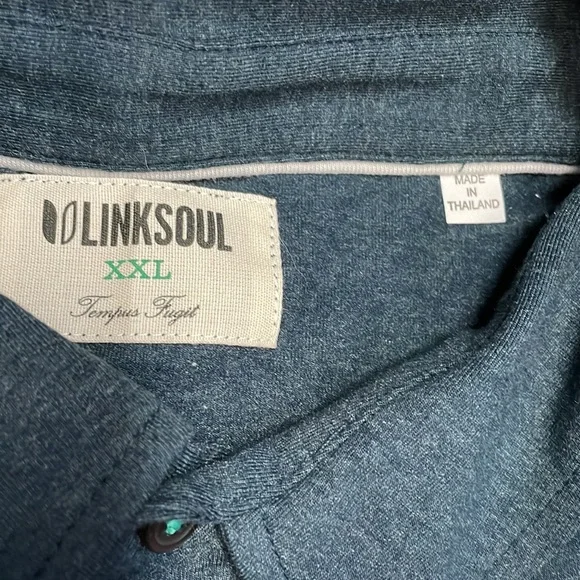 LINKSOUL
XXL
Tempus Fugit
MADE
IN
THAILAND